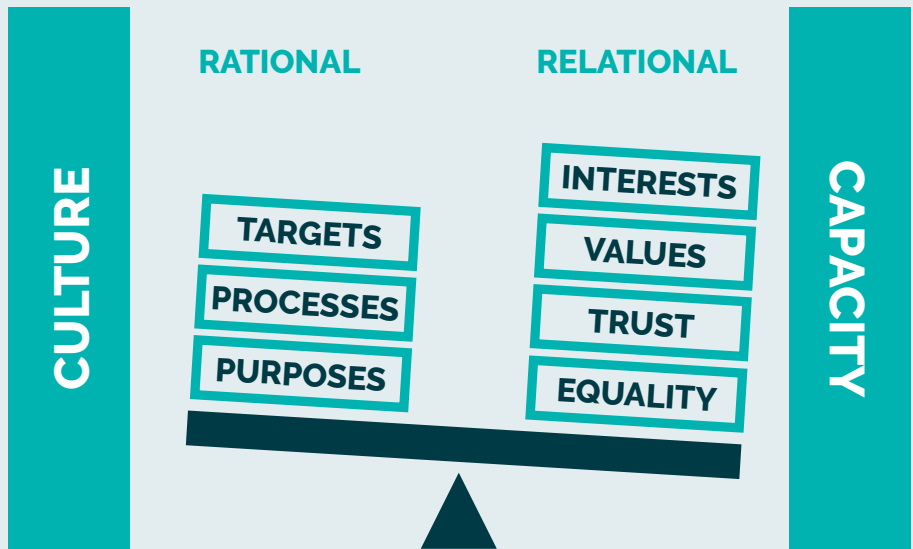 CULTURE
RATIONAL
TARGETS
PROCESSES
PURPOSES
RELATIONAL
INTERESTS
VALUES
TRUST
EQUALITY
CAPACITY